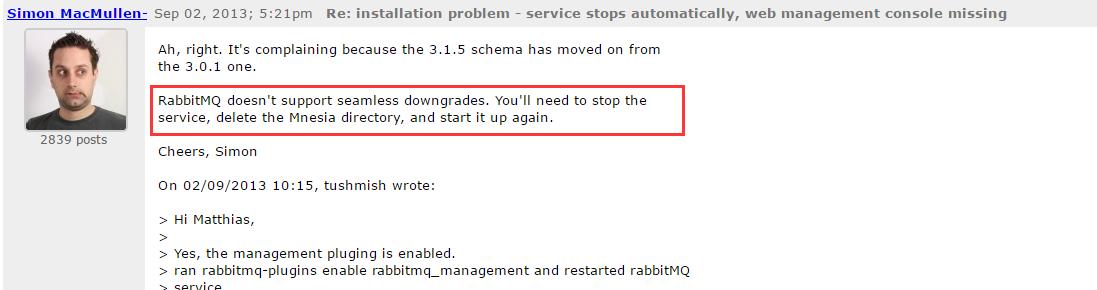 Simon MacMullen- Sep 02, 2013; 5:21pm Re: installation problem - service stops automatically, web management console missing
Ah, right. It's complaining because the 3.1.5 schema has moved on from
the 3.0.1 one.
RabbitMQ doesn't support seamless downgrades. You'll need to stop the
service, delete the Mnesia directory, and start it up again.
2839 posts
Cheers, Simon
On 02/09/2013 10:15, tushmish wrote:
> Hi Matthias,
>
> Yes, the management pluging is enabled.
> ran rabbitmq-plugins enable rabbitmq_management and restarted rabbitMQ
> service